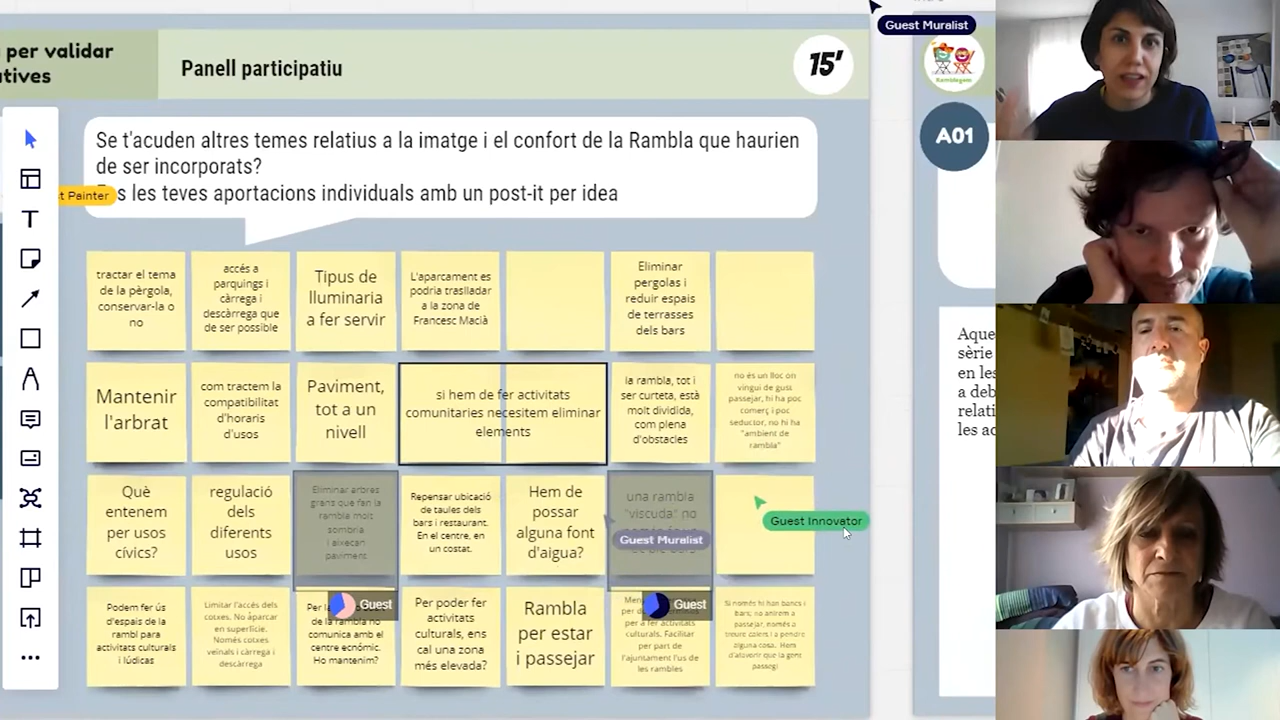 per validar
Panell participatiu
15'
Guest Muralist
Ramblegem
A01
Se t'acuden altres temes relatius a la imatge i el confort de la Rambla que haurien
de ser incorporats?
les teves aportacions individuals amb un post-it per idea
Painter
tractar el tema
de la pèrgola,
conservar-la o
no
accés a
parquings i
càrrega i
descàrrega que
de ser possible
Tipus de
lluminaria
a fer servir
L'aparcament es
podria traslladar
a la zona de
Francesc Macià
Eliminar
pergolas i
reduir espais
de terrasses
dels bars
Mantenir
l'arbrat
com tractem la
compatibilitat
d'horaris
d'usos
Paviment,
tot a un
nivell
si hem de fer activitats
comunitaries necesitem eliminar
elements
la rambla, tot i
ser curteta, està
molt dividida,
com plena
d'obstacles
no és un lloc on
vingui de gust
passejar, hi ha poc
comerç i poc
seductor, no hi ha
"ambient de
rambla"
Què
entenem
per usos
cívics?
regulació
dels
diferents
usos
Eliminar arbres
grans que fan la
rambla molt
sombria
i aixecan
paviment
Repensar ubicació
de taules dels
bars i restaurant.
En el centre, en
un costat.
Hem de
possar
alguna font
d'aigua?
una rambla
"viscuda" no
Guest Muralist
Guest Innovator
Guest
Guest
Podem fer ús
d'espais de la
rambl para
activitats culturals
i lúdicas
Limitar l'accés dels
cotxes. No aparcar
en superfície.
Només cotxes
veïnals i càrrega i
descàrrega
de la rambla no
comunica amb el
centre ecnómic.
Ho mantenim?
Per poder fer
activitats
culturals, ens
cal una zona
més elevada?
Rambla
per estar
i passejar
fer activitats
culturals. Facilitar
per part de
l'ajuntament l'us de
les rambles
Si només hi han bancs i
bars, no anirem a
passejar, només a
alguna cosa. Hem
d'afavorir que la gent
passegi
Aque
sèrie
en les
a deb
relati
les ac